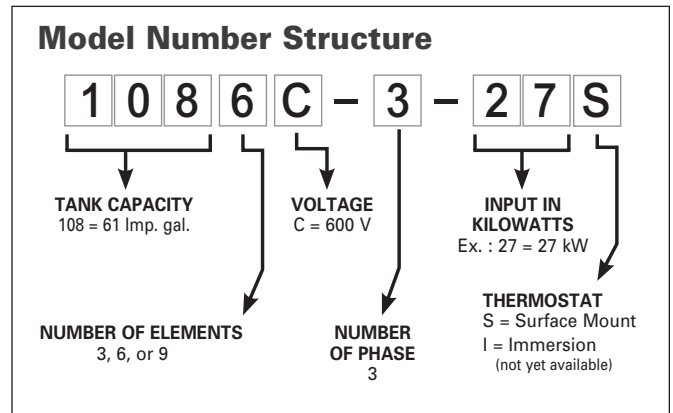 Model Number Structure
1 0 8 6 C – 3 – 2 7 S
TANK CAPACITY
108 = 61 Imp. gal.
VOLTAGE
C = 600 V
INPUT IN
KILOWATTS
Ex. : 27 = 27 kW
NUMBER OF ELEMENTS
3, 6, or 9
NUMBER
OF PHASE
3
THERMOSTAT
S = Surface Mount
I = Immersion
(not yet available)